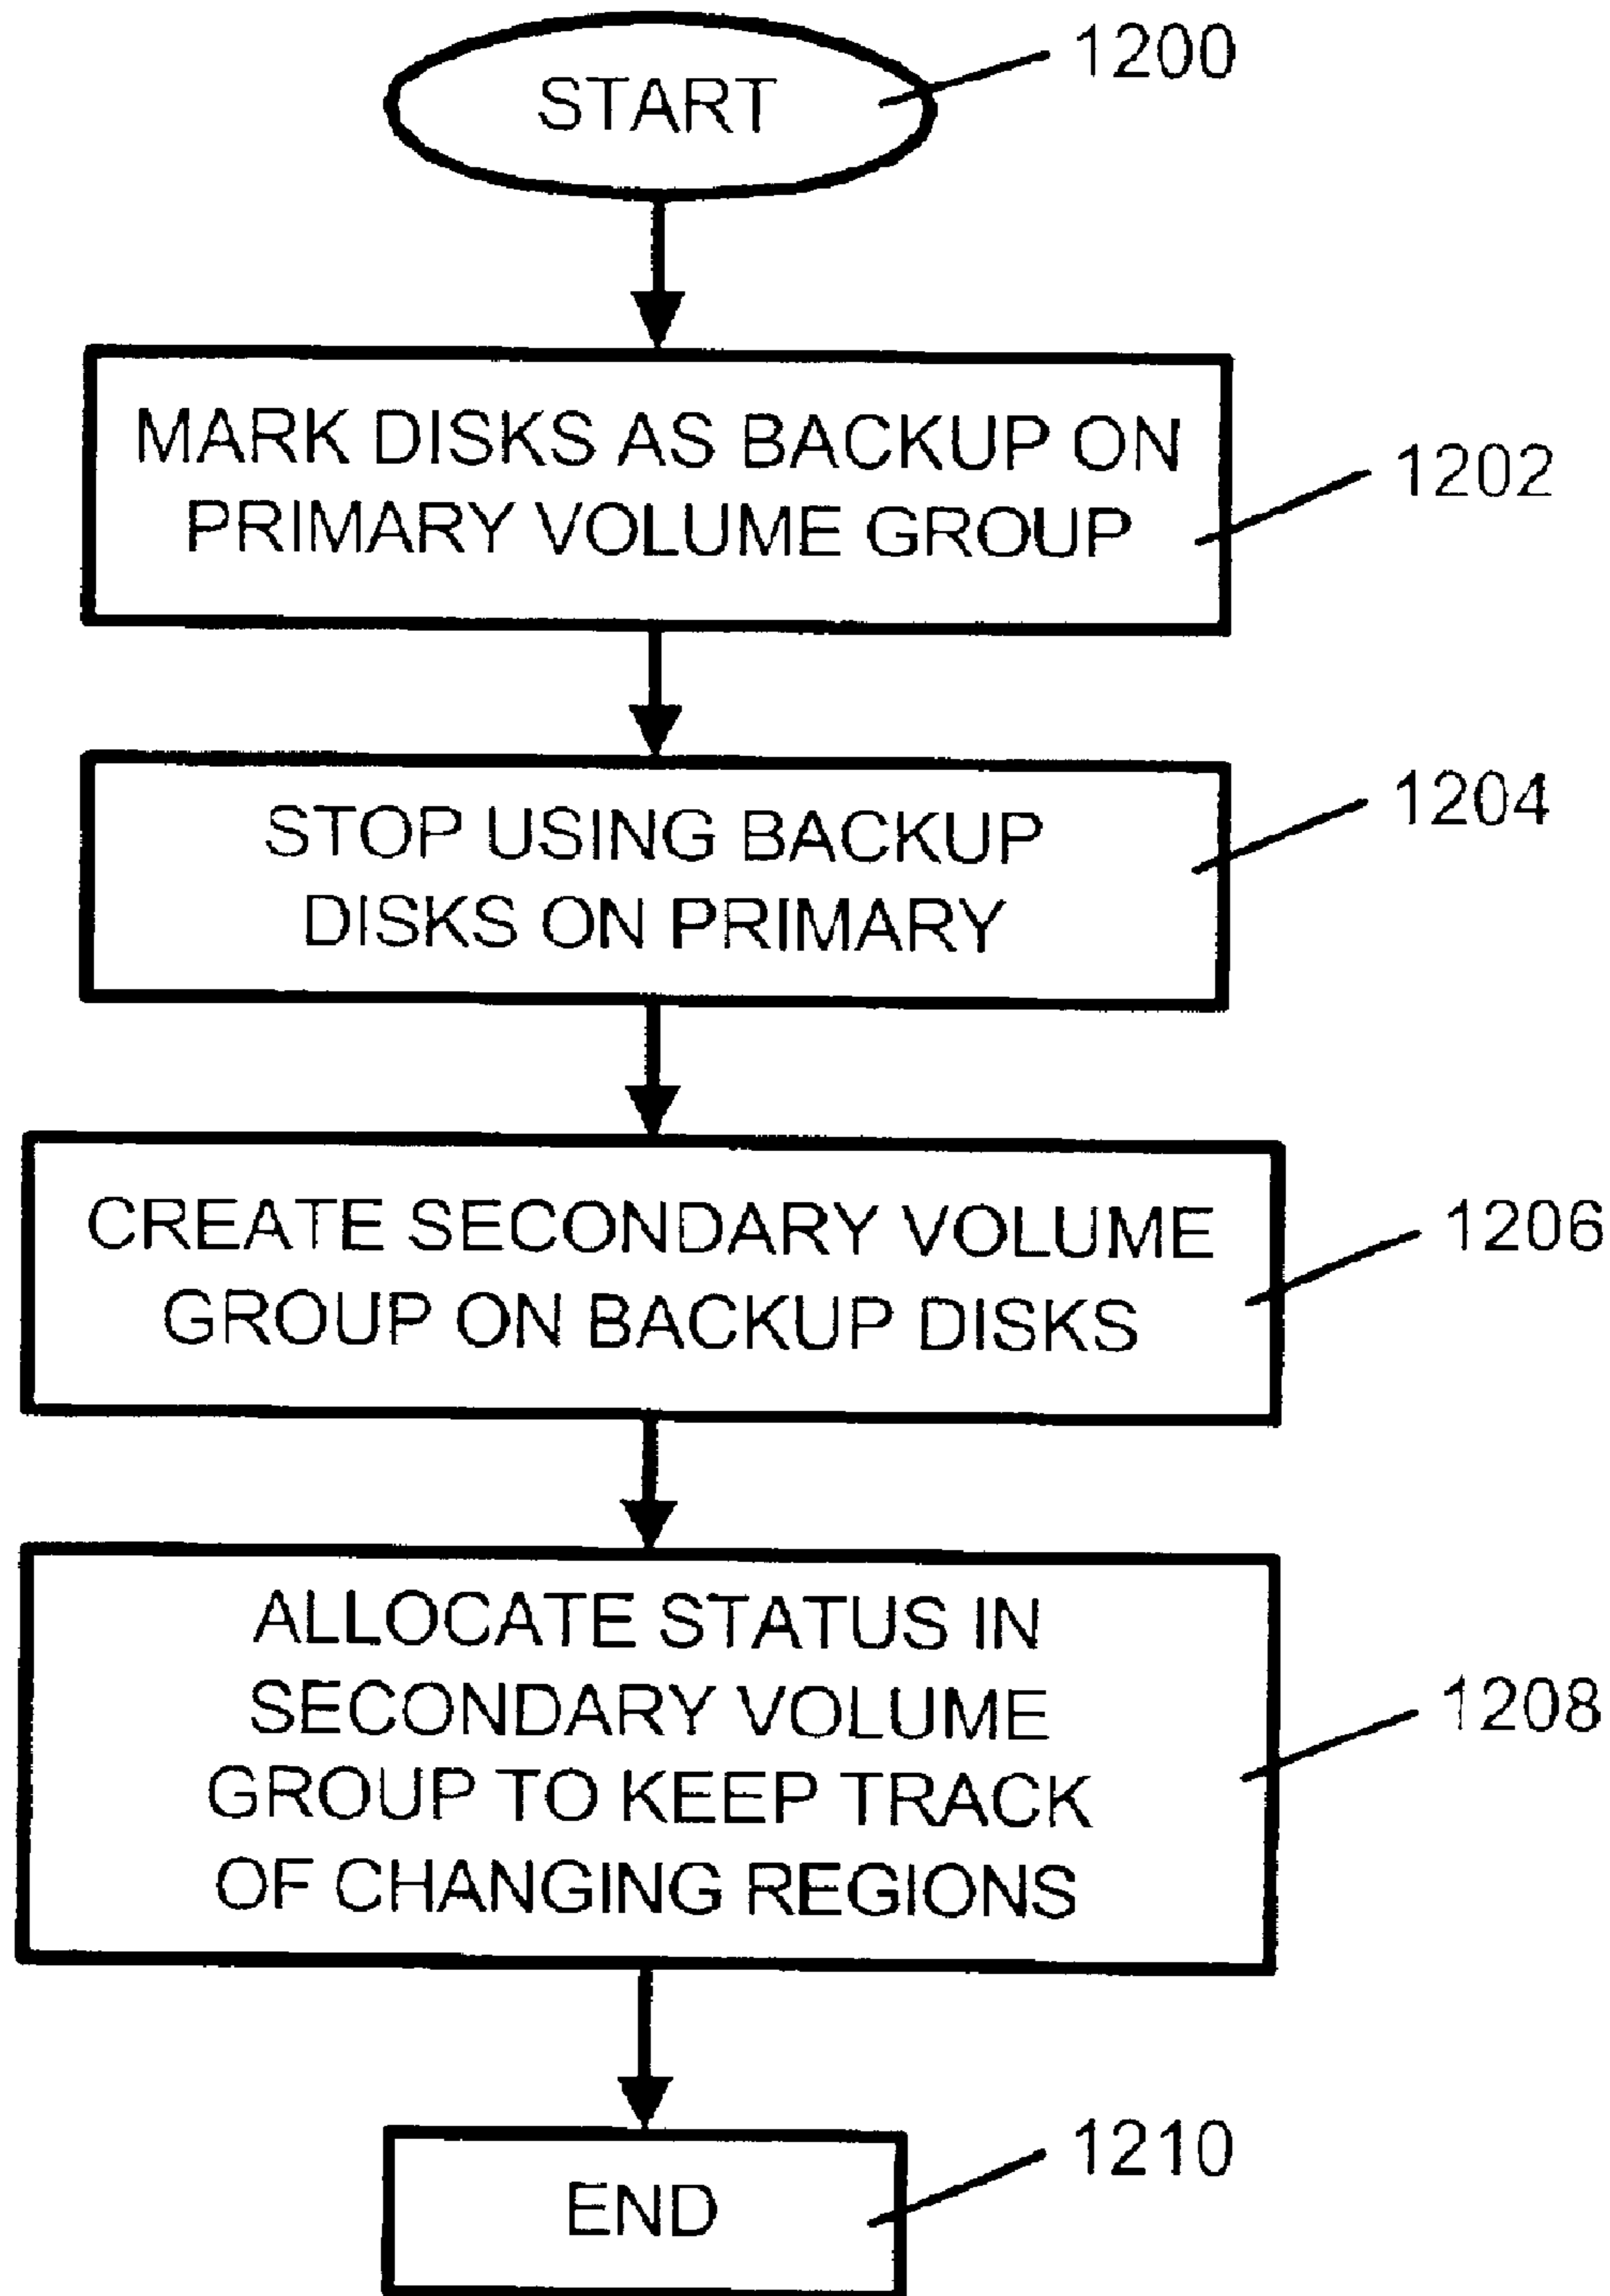 START
1200
MARK DISKS AS BACKUP ON
PRIMARY VOLUME GROUP
1202
STOP USING BACKUP
DISKS ON PRIMARY
1204
CREATE SECONDARY VOLUME
GROUP ON BACKUP DISKS
1206
ALLOCATE STATUS IN
SECONDARY VOLUME
GROUP TO KEEP TRACK
OF CHANGING REGIONS
1208
END
1210